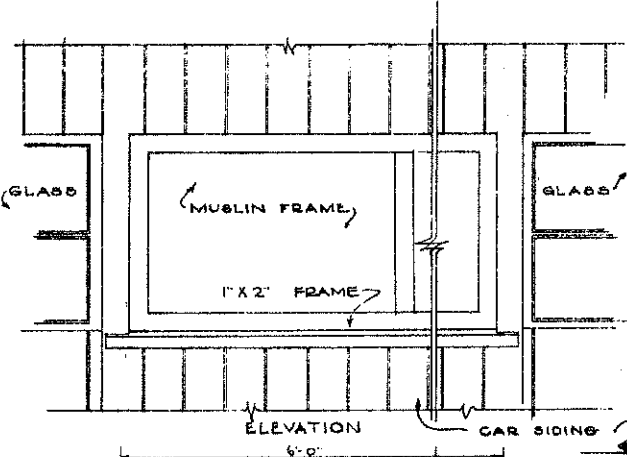 GLASS
GLASS
MUSLIN FRAME
1" X 2" FRAME
ELEVATION
CAR SIDING
6'-0"